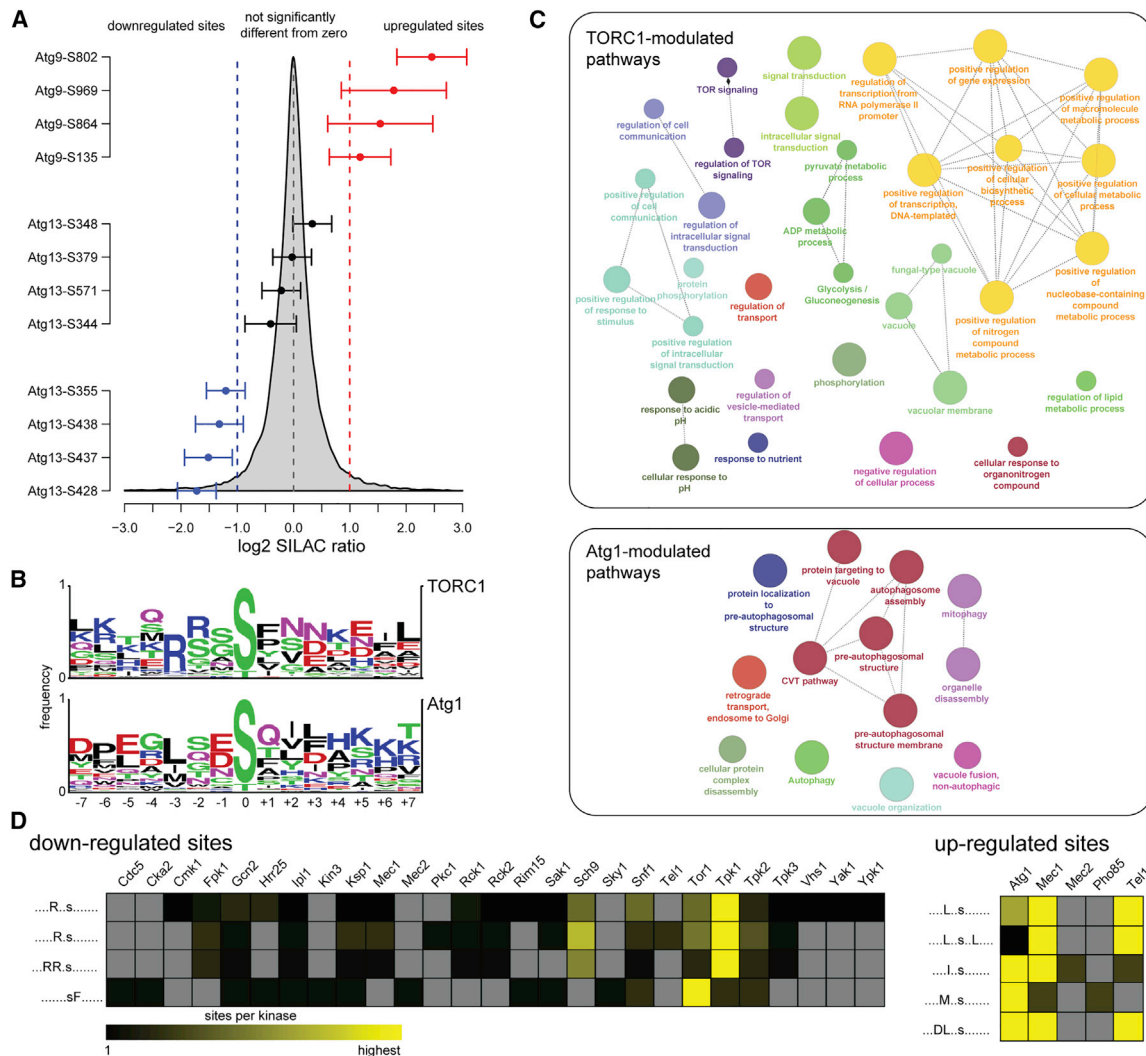 A
downregulated sites
not significantly
different from zero
upregulated sites
Atg9-S802
Atg9-S969
Atg9-S864
Atg9-S135
Atg13-S348
Atg13-S379
Atg13-S571
Atg13-S344
Atg13-S355
Atg13-S438
Atg13-S437
Atg13-S428
−3.0 −2.0 −1.0 0.0 1.0 2.0 3.0
log2 SILAC ratio
B
TORC1
Atg1
frequency
1
0
1
0
-7 -6 -5 -4 -3 -2 -1 0 +1 +2 +3 +4 +5 +6 +7
C
TORC1-modulated
pathways
TOR signaling
regulation of TOR
signaling
signal transduction
intracellular signal
transduction
regulation of cell
communication
regulation of
intracellular signal
transduction
positive regulation
of cell
communication
positive regulation
of response to
stimulus
protein
phosphorylation
positive regulation
of intracellular
signal transduction
pyruvate metabolic
process
ADP metabolic
process
Glycolysis /
Gluconeogenesis
regulation of
transport
regulation of
transcription from
RNA polymerase II
promoter
positive regulation
of gene expression
positive regulation
of macromolecule
metabolic process
positive regulation
of transcription,
DNA-templated
positive regulation
of cellular
biosynthetic
process
positive regulation
of cellular metabolic
process
positive regulation
of
nucleobase-containing
compound
metabolic process
positive regulation
of nitrogen
compound
metabolic process
fungal-type vacuole
vacuole
vacuolar membrane
phosphorylation
regulation of lipid
metabolic process
response to acidic
pH
cellular response to
pH
regulation of
vesicle-mediated
transport
response to nutrient
negative regulation
of cellular process
cellular response to
organonitrogen
compound
Atg1-modulated
pathways
protein localization
to
pre-autophagosomal
structure
protein targeting to
vacuole
autophagosome
assembly
pre-autophagosomal
structure
CVT pathway
pre-autophagosomal
structure membrane
mitophagy
organelle
disassembly
retrograde
transport,
endosome to Golgi
cellular protein
complex
disassembly
Autophagy
vacuole organization
vacuole fusion,
non-autophagic
D
down-regulated sites
Cdc5 Cka2 Cmk1 Fpk1 Gcn2 Hrr25 Ipl1 Kin3 Ksp1 Mec1 Mec2 Pkc1 Rck1 Rck2 Rim15 Sak1 Sch9 Sky1 Snf1 Tel1 Tor1 Tpk1 Tpk2 Tpk3 Vhs1 Yak1 Ypk1
....R..s.......
.....R.s.......
....RR.s.......
.......sF......
sites per kinase
1
highest
up-regulated sites
Atg1 Mec1 Mec2 Pho85 Tel1
....L..s.......
....L..s..L....
....I..s.......
....M..s.......
...DL..s.......